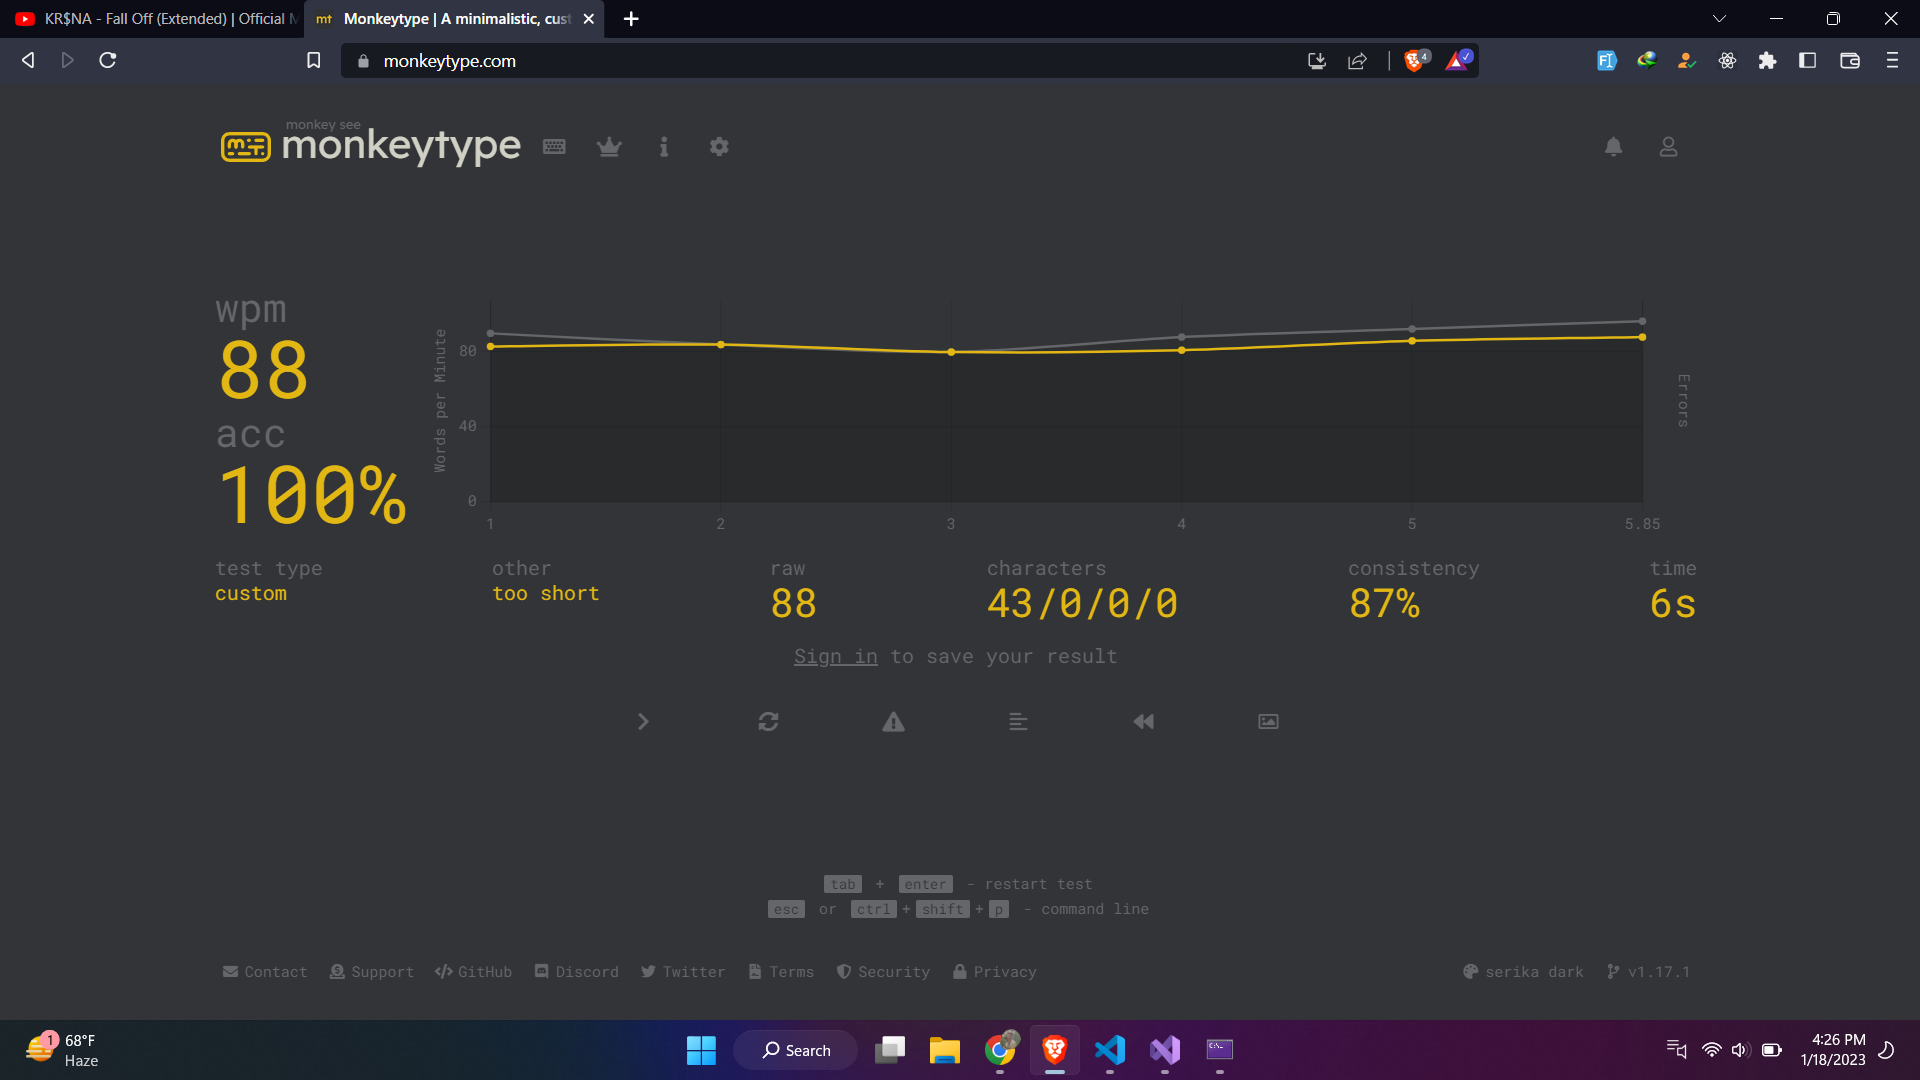 KR$NA - Fall Off (Extended) | Official M
mt Monkeytype | A minimalistic, cust
monkeytype.com
4
monkey see
monkeytype
wpm
88
acc
100%
Words per Minute
80
40
0
1 2 3 4 5 5.85
Errors
test type
custom
other
too short
raw
88
characters
43/0/0/0
consistency
87%
time
6s
Sign in to save your result
tab + enter - restart test
esc or ctrl + shift + p - command line
Contact Support GitHub Discord Twitter Terms Security Privacy
serika dark v1.17.1
1
68°F
Haze
Search
4:26 PM
1/18/2023